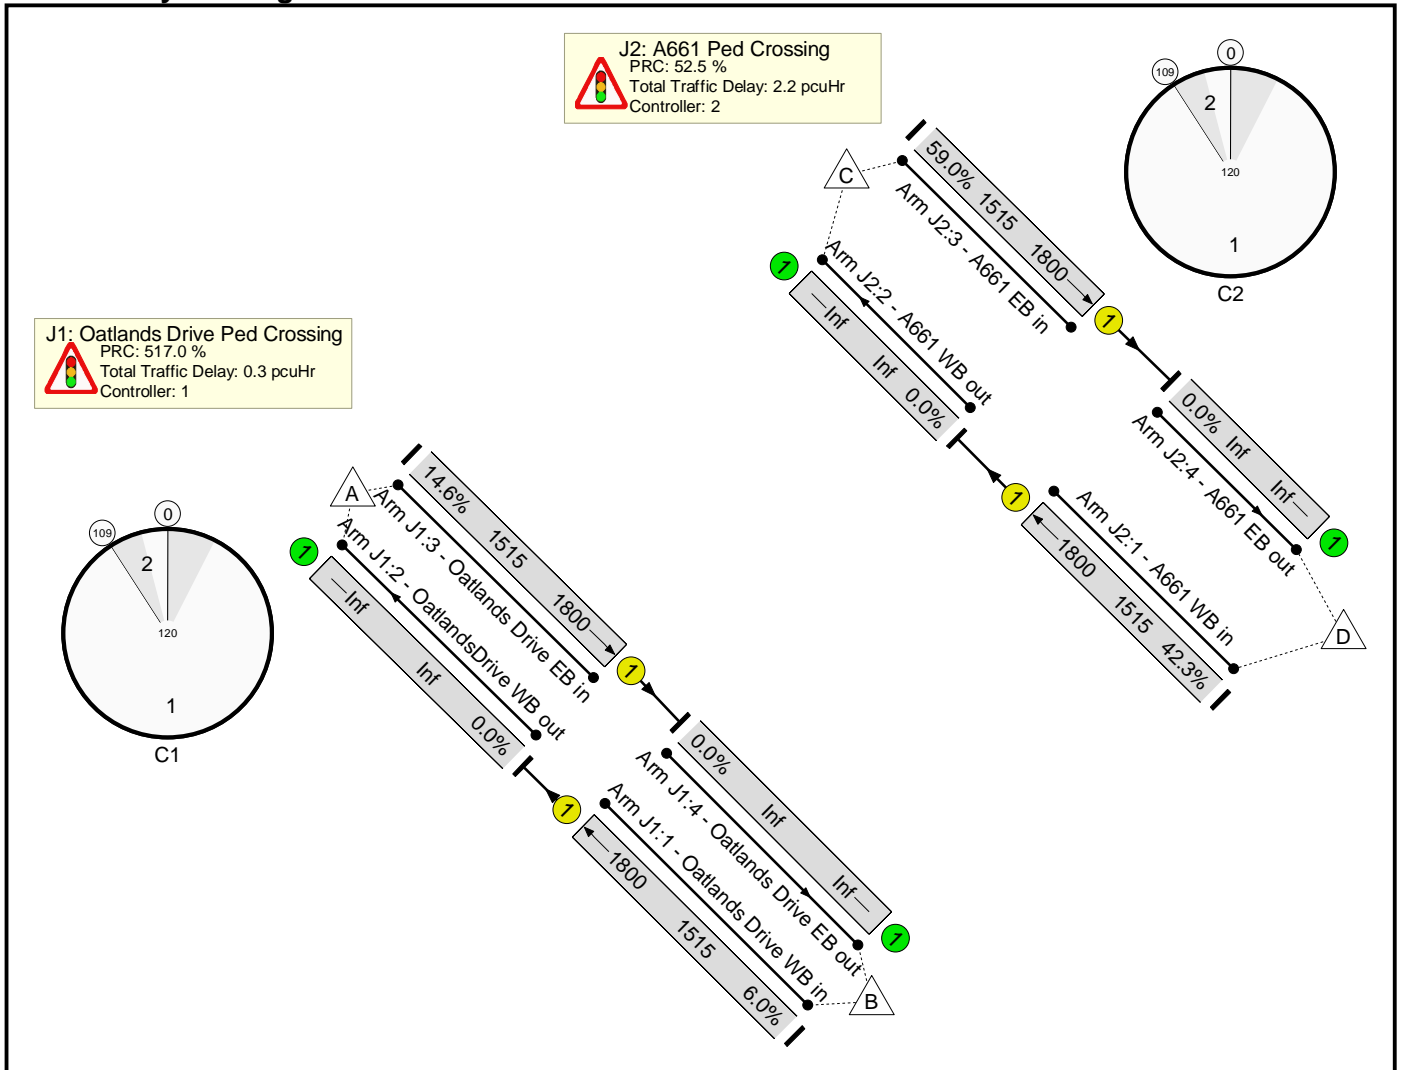 J2: A661 Ped Crossing
PRC: 52.5 %
Total Traffic Delay: 2.2 pcuHr
Controller: 2
0
109
2
120
1
C2
C
59.0% 1515 1800
Arm J2:3 - A661 EB in
1
1
Arm J2:2 - A661 WB out
Inf Inf 0.0%
0.0% Inf Inf
Arm J2:4 - A661 EB out
1
1
Arm J2:1 - A661 WB in
1800 1515 42.3%
D
J1: Oatlands Drive Ped Crossing
PRC: 517.0 %
Total Traffic Delay: 0.3 pcuHr
Controller: 1
0
109
2
120
1
C1
A
14.6% 1515 1800
Arm J1:3 - Oatlands Drive EB in
1
1
Arm J1:2 - OatlandsDrive WB out
Inf Inf 0.0%
0.0% Inf Inf
Arm J1:4 - Oatlands Drive EB out
1
1
Arm J1:1 - Oatlands Drive WB in
1800 1515 6.0%
B